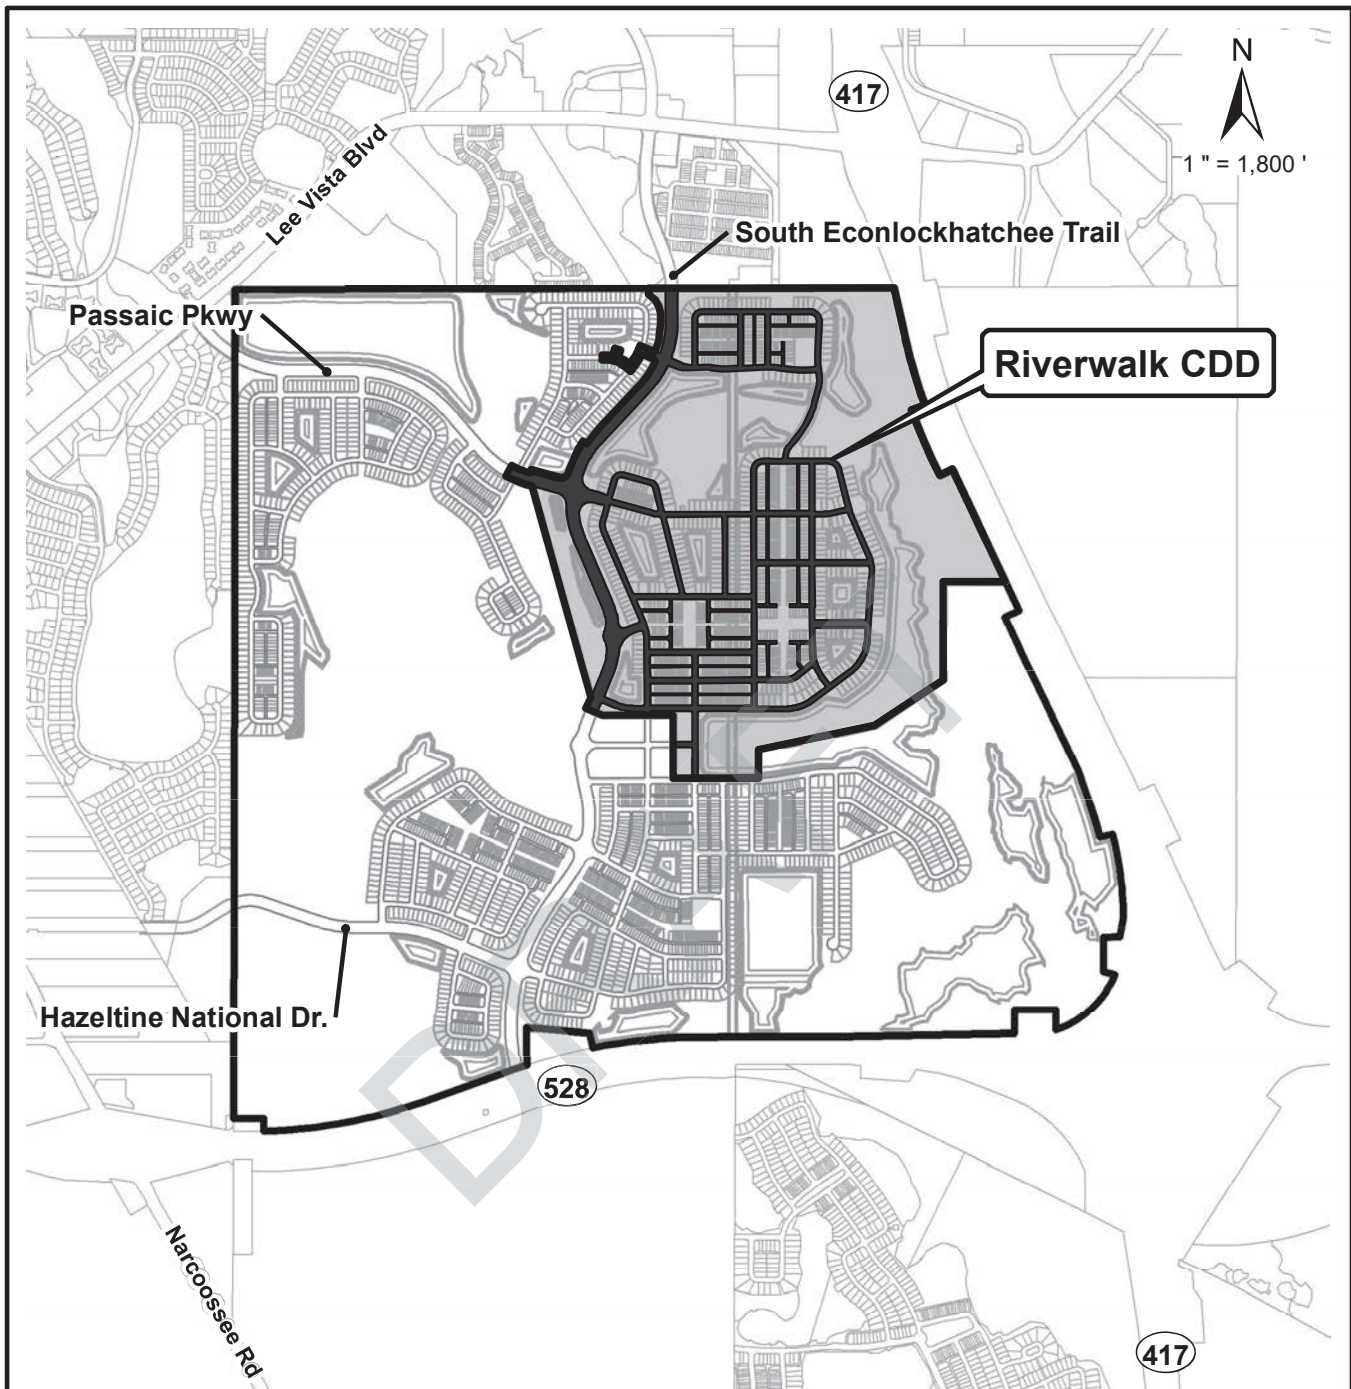 417
N
1 " = 1,800 '
Lee Vista Blvd
South Econlockhatchee Trail
Passaic Pkwy
Riverwalk CDD
Hazeltine National Dr.
528
DRAFT
Narcoossee Rd
417